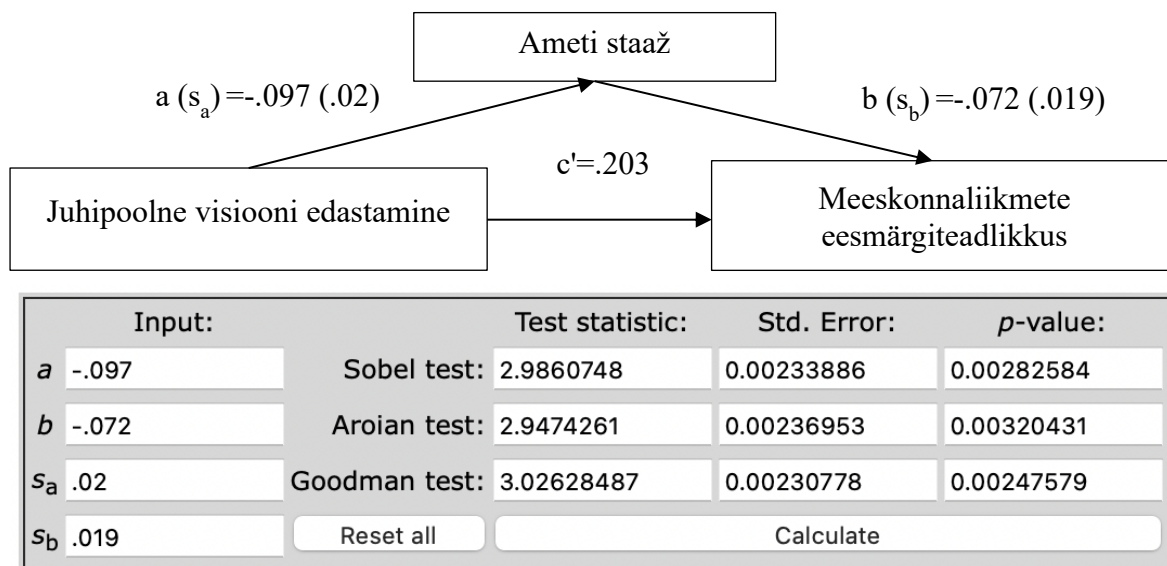 Ameti staaž
a (sa) =-.097 (.02)
b (sb) =-.072 (.019)
c'=.203
Juhipoolne visiooni edastamine
Meeskonnaliikmete
eesmärgiteadlikkus
Input: Test statistic: Std. Error: p-value:
a -.097 Sobel test: 2.9860748 0.00233886 0.00282584
b -.072 Aroian test: 2.9474261 0.00236953 0.00320431
sa .02 Goodman test: 3.02628487 0.00230778 0.00247579
sb .019 Reset all Calculate